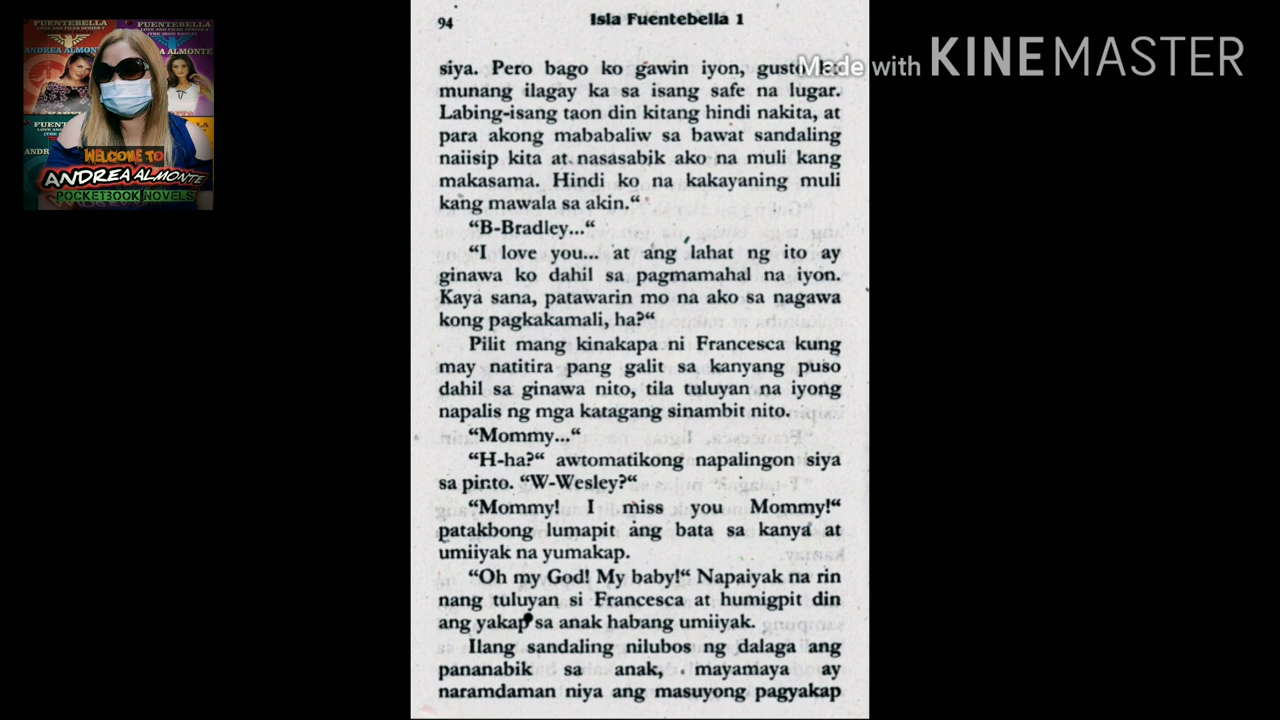 FUENTEBELLA
FUENTEBELLA
ANDREA ALMON
ALMONTE
FUENT
ANDR
WELCOME TO
ANDREA ALMONTE
POCKETBOOK NOVELS
Made with KINEMASTER
94
Isla Fuentebella 1
siya. Pero bago ko gawin iyon, gusto
munang ilagay ka sa isang safe na lugar.
Labing-isang taon din kitang hindi nakita, at
para akong mababaliw sa bawat sandaling
naiisip kita at nasasabik ako na muli kang
makasama. Hindi ko na kakayaning muli
kang mawala sa akin.“
“B-Bradley...“
“I love you... at ang lahat ng ito ay
ginawa ko dahil sa pagmamahal na iyon.
Kaya sana, patawarin mo na ako sa nagawa
kong pagkakamali, ha?“
Pilit mang kinakapa ni Francesca kung
may natitira pang galit sa kanyang puso
dahil sa ginawa nito, tila tuluyan na iyong
napalis ng mga katagang sinambit nito.
“Mommy...“
“H-ha?“ awtomatikong napalingon siya
sa pinto. “W-Wesley?“
“Mommy! I miss you Mommy!“
patakbong lumapit ang bata sa kanya at
umiiyak na yumakap.
“Oh my God! My baby!“ Napaiyak na rin
nang tuluyan si Francesca at humigpit din
ang yakap sa anak habang umiiyak.
Ilang sandaling nilubos ng dalaga ang
pananabik sa anak, mayamaya ay
naramdaman niya ang masuyong pagyakap